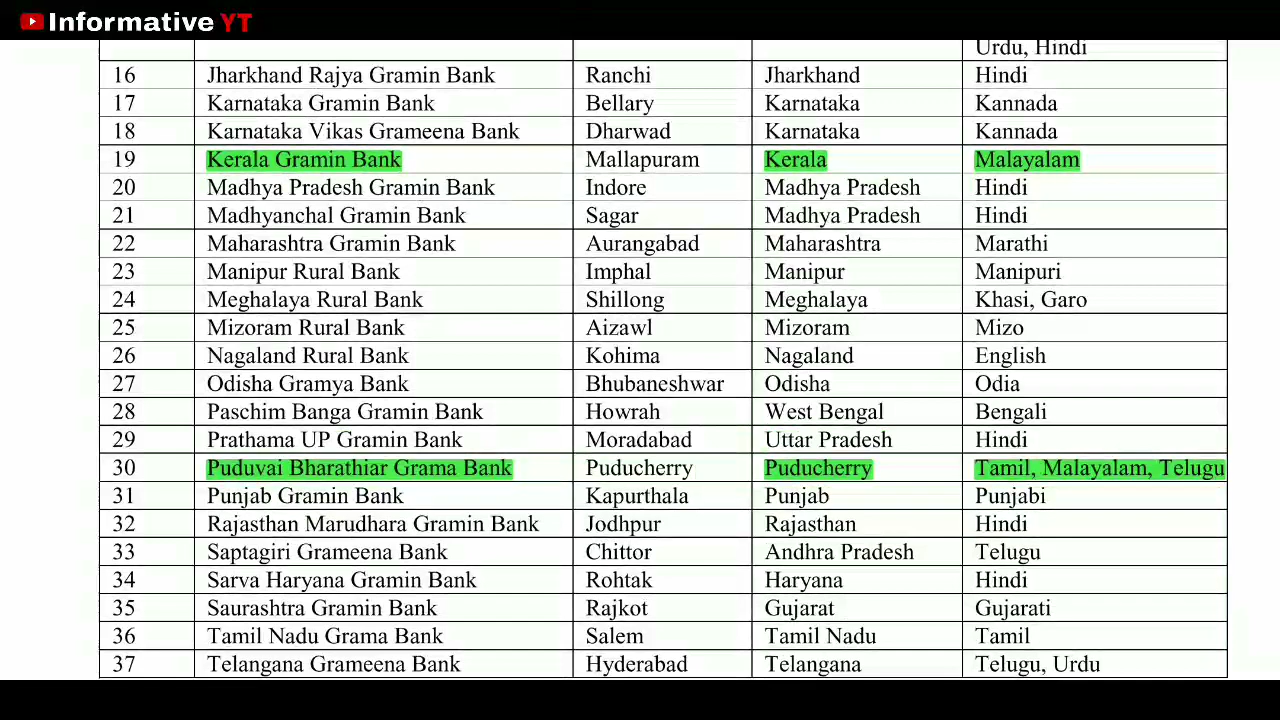 Informative YT
Urdu, Hindi
16 Jharkhand Rajya Gramin Bank Ranchi Jharkhand Hindi
17 Karnataka Gramin Bank Bellary Karnataka Kannada
18 Karnataka Vikas Grameena Bank Dharwad Karnataka Kannada
19 Kerala Gramin Bank Mallapuram Kerala Malayalam
20 Madhya Pradesh Gramin Bank Indore Madhya Pradesh Hindi
21 Madhyanchal Gramin Bank Sagar Madhya Pradesh Hindi
22 Maharashtra Gramin Bank Aurangabad Maharashtra Marathi
23 Manipur Rural Bank Imphal Manipur Manipuri
24 Meghalaya Rural Bank Shillong Meghalaya Khasi, Garo
25 Mizoram Rural Bank Aizawl Mizoram Mizo
26 Nagaland Rural Bank Kohima Nagaland English
27 Odisha Gramya Bank Bhubaneshwar Odisha Odia
28 Paschim Banga Gramin Bank Howrah West Bengal Bengali
29 Prathama UP Gramin Bank Moradabad Uttar Pradesh Hindi
30 Puduvai Bharathiar Grama Bank Puducherry Puducherry Tamil, Malayalam, Telugu
31 Punjab Gramin Bank Kapurthala Punjab Punjabi
32 Rajasthan Marudhara Gramin Bank Jodhpur Rajasthan Hindi
33 Saptagiri Grameena Bank Chittor Andhra Pradesh Telugu
34 Sarva Haryana Gramin Bank Rohtak Haryana Hindi
35 Saurashtra Gramin Bank Rajkot Gujarat Gujarati
36 Tamil Nadu Grama Bank Salem Tamil Nadu Tamil
37 Telangana Grameena Bank Hyderabad Telangana Telugu, Urdu